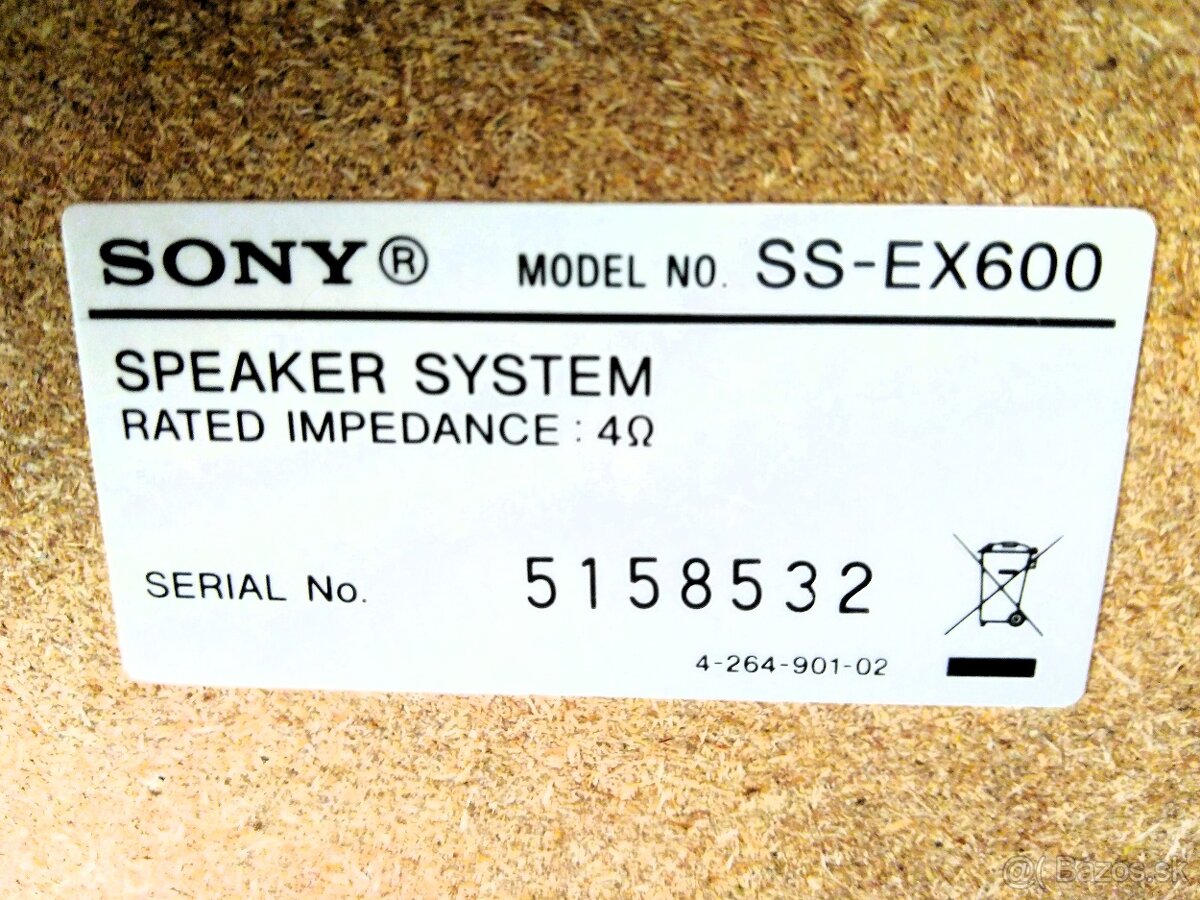 SONY® MODEL NO. SS-EX600
SPEAKER SYSTEM
RATED IMPEDANCE : 4Ω
SERIAL No. 5158532
4-264-901-02
@( Bazos.sk